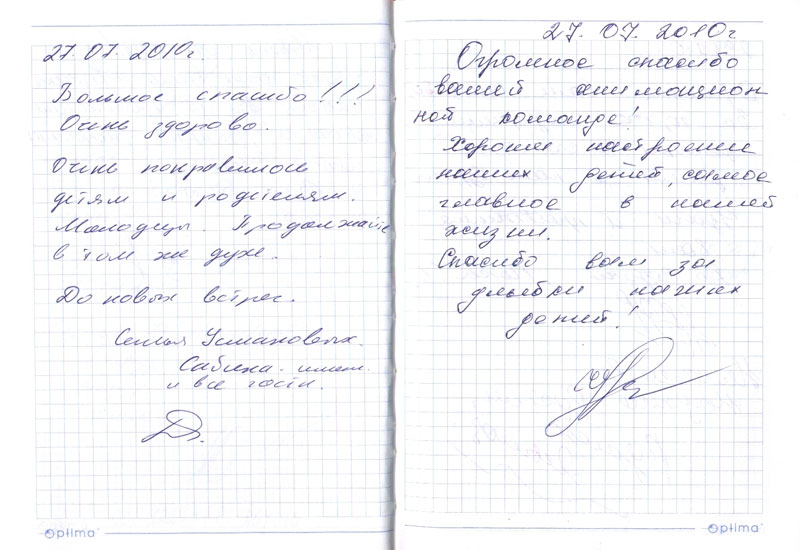 27.07.2010г.
Большое спасибо!!!
Очень здорово.
Очень понравилось
детям и родителям.
Молодцы. Продолжайте
в том же духе.
До новых встреч.
Семья Усмановых.
Сабина
и все гости.
Optima
27.07.2010г
Огромное спасибо
вашей анимацион
ной команде!
Хорошее настроение
наших детей, самое
главное в нашей
жизни.
Спасибо вам за
улыбки наших
детей!
Optima